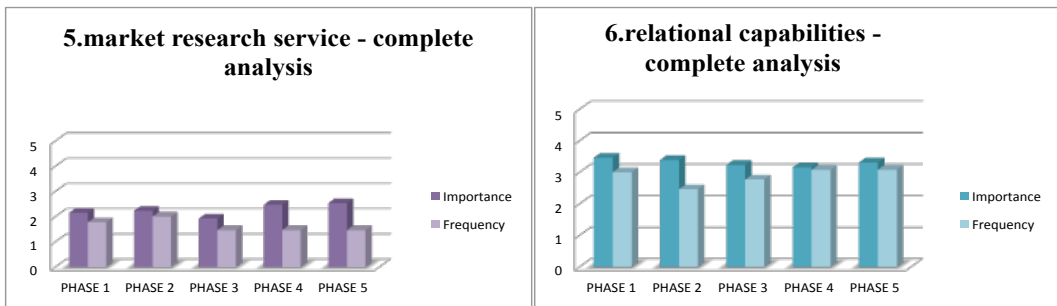 5.market research service - complete
analysis
5
4
3
2
1
0
PHASE 1 PHASE 2 PHASE 3 PHASE 4 PHASE 5
Importance
Frequency
6.relational capabilities -
complete analysis
5
4
3
2
1
0
PHASE 1 PHASE 2 PHASE 3 PHASE 4 PHASE 5
Importance
Frequency